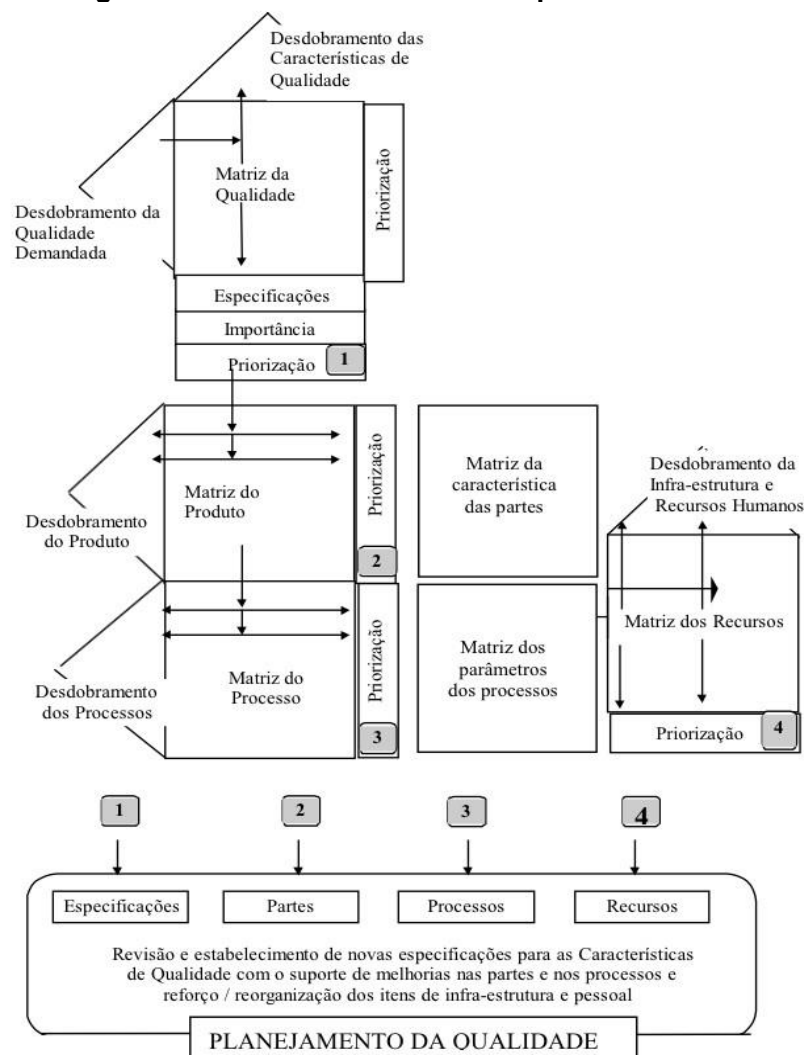 Desdobramento das
Características de
Qualidade
Matriz da
Qualidade
Priorização
Desdobramento da
Qualidade
Demandada
Especificações
Importância
Priorização
1
Matriz do
Produto
Priorização
2
Desdobramento
do Produto
Matriz da
característica
das partes
Desdobramento da
Infra-estrutura e
Recursos Humanos
Matriz do
Processo
Priorização
3
Desdobramento
dos Processos
Matriz dos
parâmetros
dos processos
Matriz dos Recursos
Priorização
4
1
2
3
4
Especificações
Partes
Processos
Recursos
Revisão e estabelecimento de novas especificações para as Características
de Qualidade com o suporte de melhorias nas partes e nos processos e
reforço / reorganização dos itens de infra-estrutura e pessoal
PLANEJAMENTO DA QUALIDADE